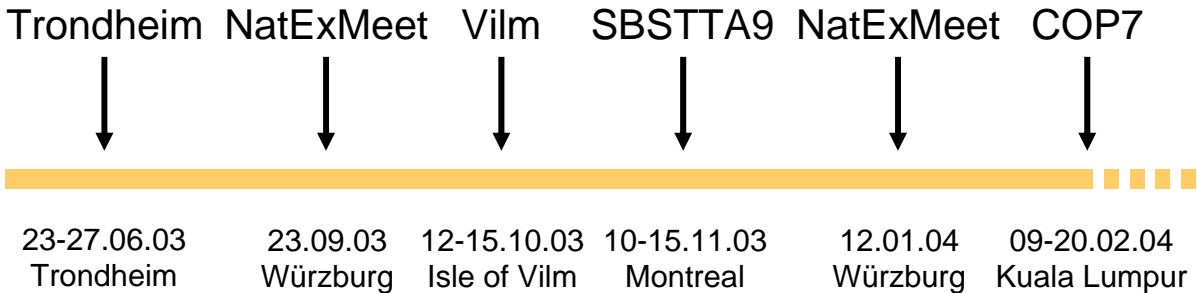 Trondheim NatExMeet Vilm SBSTTA9 NatExMeet COP7
23-27.06.03 23.09.03 12-15.10.03 10-15.11.03 12.01.04 09-20.02.04
Trondheim Würzburg Isle of Vilm Montreal Würzburg Kuala Lumpur